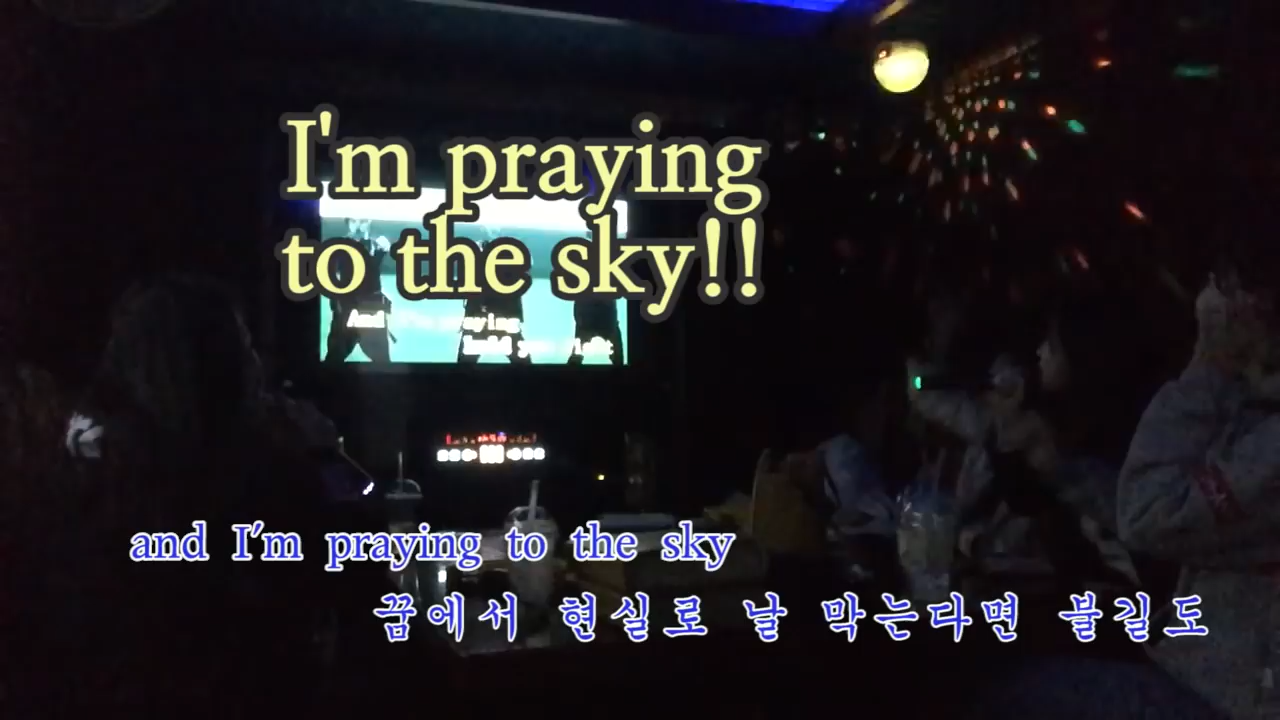 I'm praying
to the sky!!
and I'm praying to the sky
꿈에서 현실로 날 막는다면 불길도